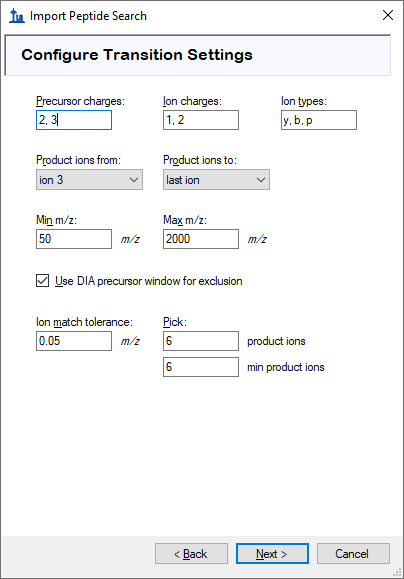 Import Peptide Search
Configure Transition Settings
Precursor charges: Ion charges: Ion types:
2, 3 1, 2 y, b, p
Product ions from: Product ions to:
ion 3 last ion
Min m/z: Max m/z:
50 m/z 2000 m/z
Use DIA precursor window for exclusion
Ion match tolerance: Pick:
0.05 m/z 6 product ions
6 min product ions
< Back Next > Cancel